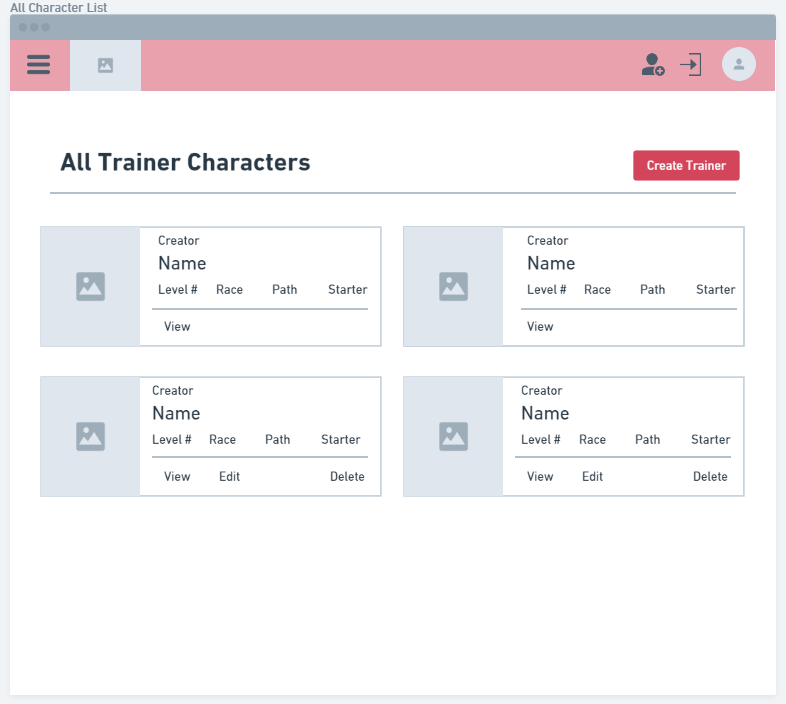 All Character List
All Trainer Characters
Create Trainer
Creator
Name
Level # Race Path Starter
View
Creator
Name
Level # Race Path Starter
View
Creator
Name
Level # Race Path Starter
View Edit Delete
Creator
Name
Level # Race Path Starter
View Edit Delete